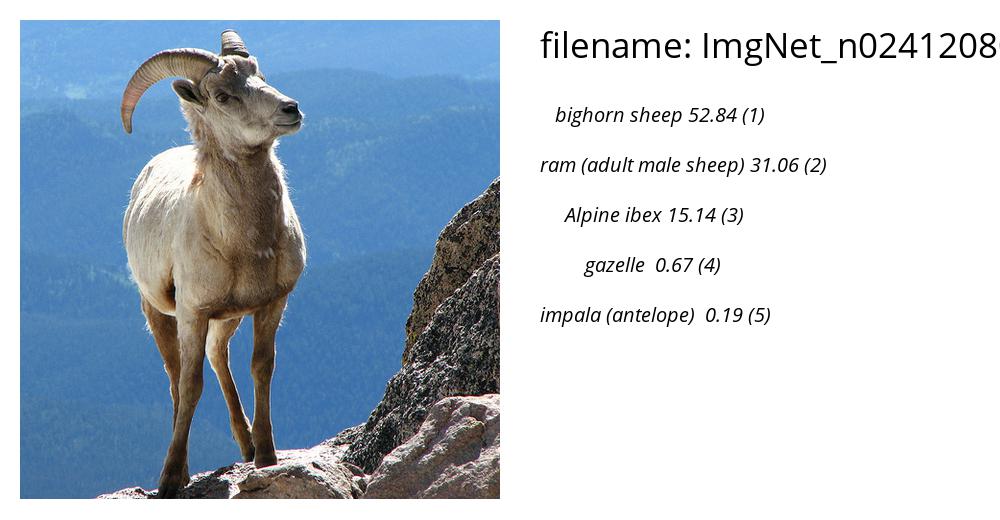 filename: ImgNet_n0241208
bighorn sheep 52.84 (1)
ram (adult male sheep) 31.06 (2)
Alpine ibex 15.14 (3)
gazelle 0.67 (4)
impala (antelope) 0.19 (5)